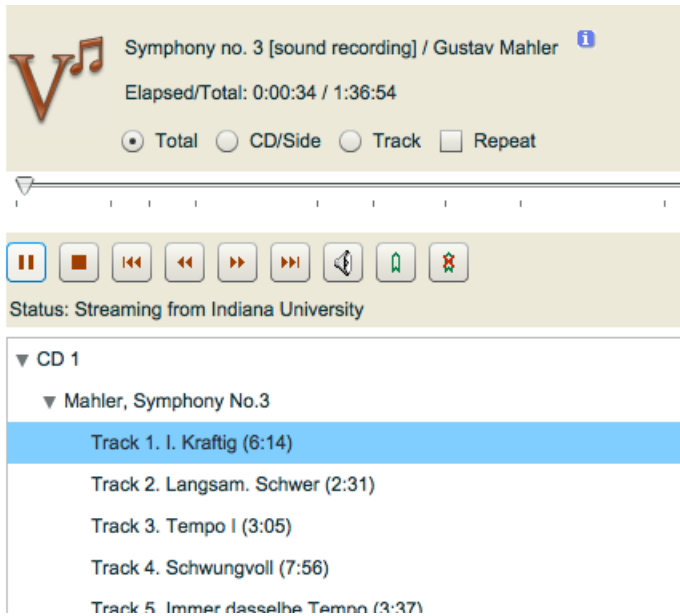 V
Symphony no. 3 [sound recording] / Gustav Mahler i
Elapsed/Total: 0:00:34 / 1:36:54
Total CD/Side Track Repeat
Status: Streaming from Indiana University
CD 1
Mahler, Symphony No.3
Track 1. I. Kraftig (6:14)
Track 2. Langsam. Schwer (2:31)
Track 3. Tempo I (3:05)
Track 4. Schwungvoll (7:56)
Track 5. Immer dasselbe Tempo (3:37)